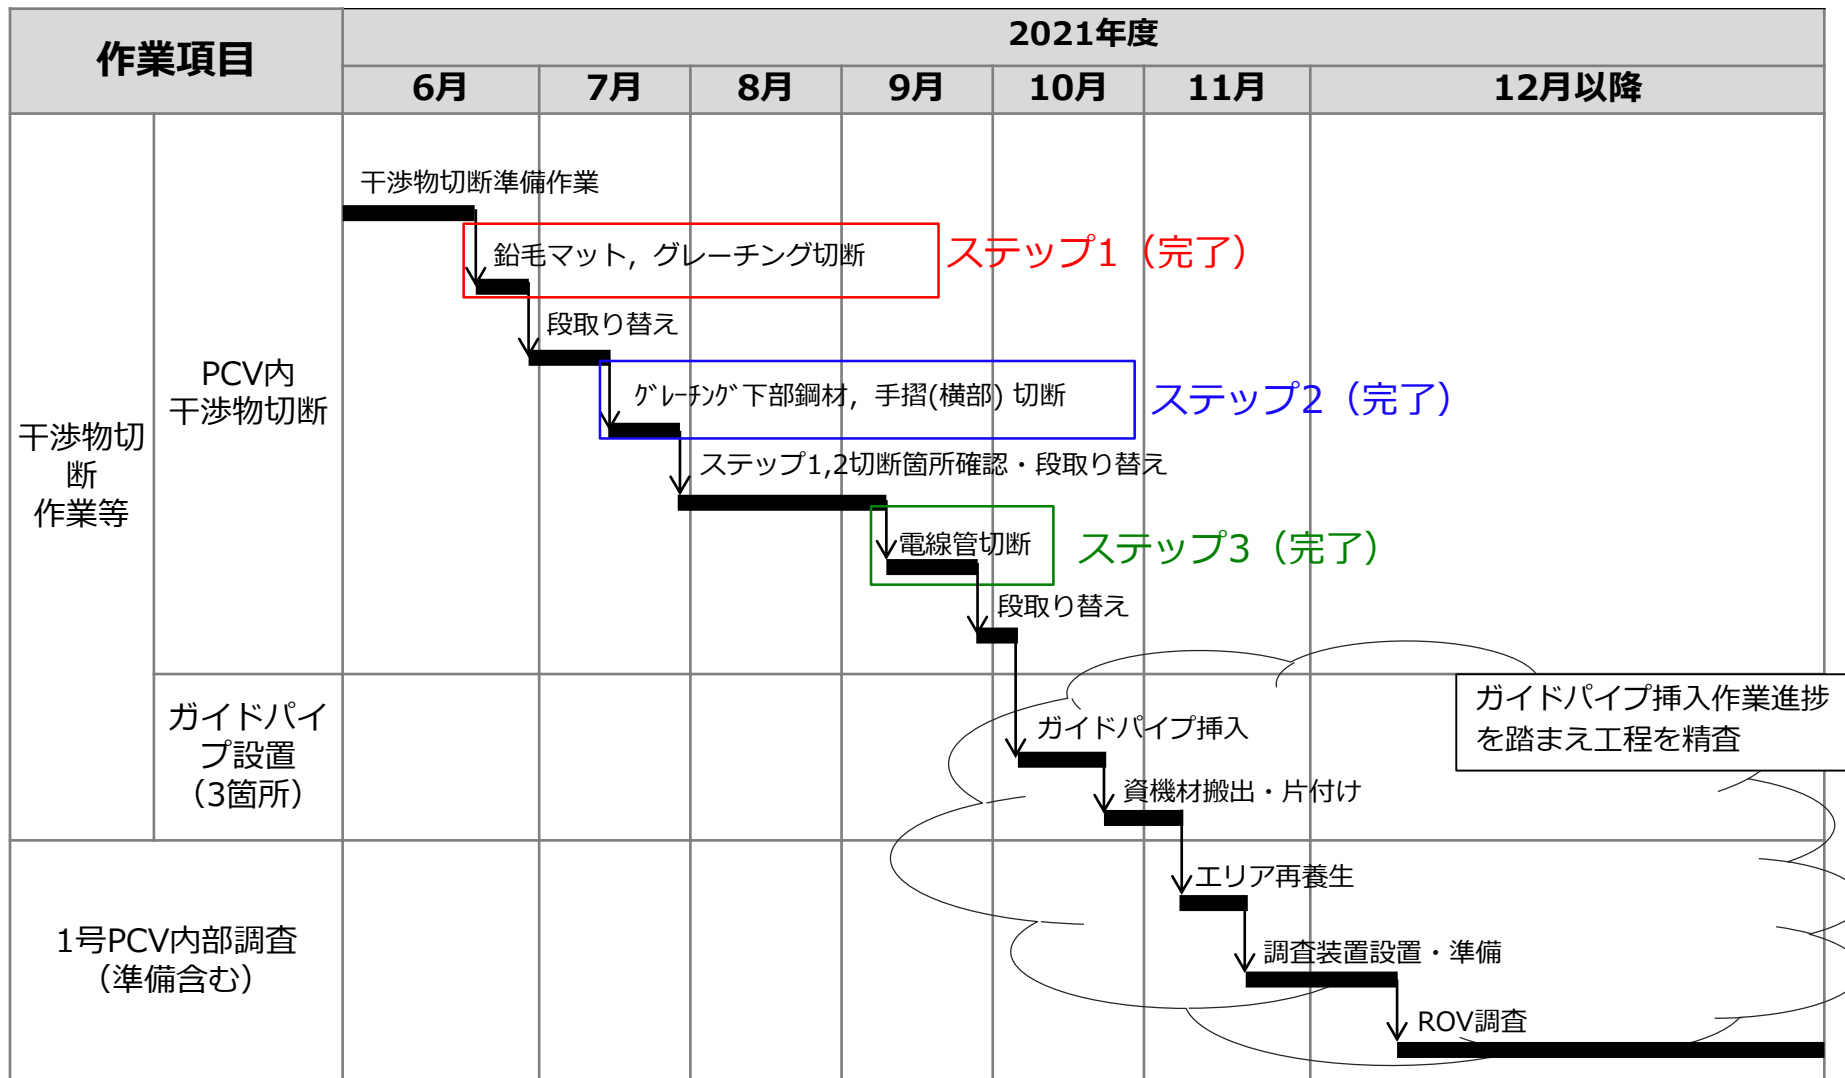 作業項目
2021年度
6月
7月
8月
9月
10月
11月
12月以降
干渉物切
断
作業等
PCV内
干渉物切断
干渉物切断準備作業
鉛毛マット，グレーチング切断
ステップ1（完了）
段取り替え
ｸﾞﾚｰﾁﾝｸﾞ下部鋼材，手摺(横部) 切断
ステップ2（完了）
ステップ1,2切断箇所確認・段取り替え
電線管切断
ステップ3（完了）
段取り替え
ガイドパイ
プ設置
（3箇所）
ガイドパイプ挿入
資機材搬出・片付け
ガイドパイプ挿入作業進捗
を踏まえ工程を精査
1号PCV内部調査
（準備含む）
エリア再養生
調査装置設置・準備
ROV調査